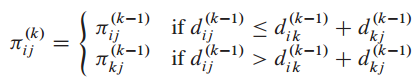 π_{ij}^{(k)} = { π_{ij}^{(k−1)} if d_{ij}^{(k−1)} ≤ d_{ik}^{(k−1)} + d_{kj}^{(k−1)}
π_{kj}^{(k−1)} if d_{ij}^{(k−1)} > d_{ik}^{(k−1)} + d_{kj}^{(k−1)}